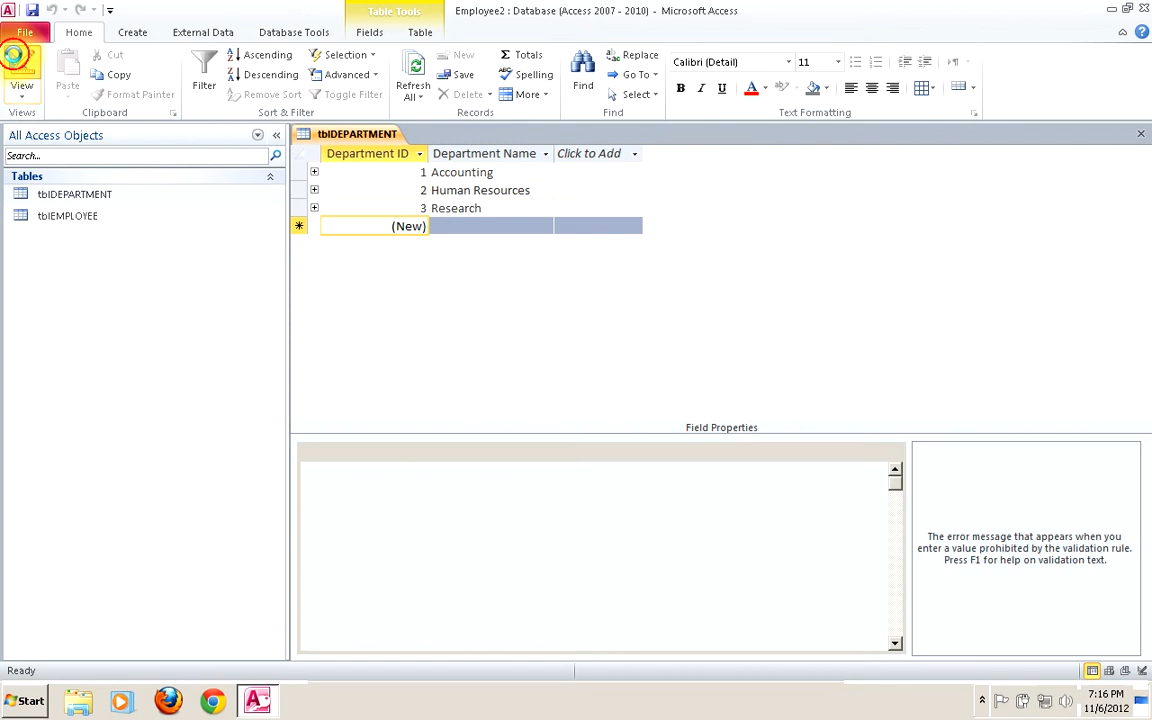 Table Tools
Employee2 : Database (Access 2007 - 2010) - Microsoft Access
File Home Create External Data Database Tools Fields Table
View
Views
Paste
Cut
Copy
Format Painter
Clipboard
Filter
Ascending
Descending
Remove Sort
Selection
Advanced
Toggle Filter
Sort & Filter
Refresh
All
New
Save
Delete
Totals
Spelling
More
Records
Find
Replace
Go To
Select
Find
Calibri (Detail) 11
B I U A
Text Formatting
All Access Objects
Search...
Tables
tblDEPARTMENT
tblEMPLOYEE
tblDEPARTMENT
Department ID Department Name Click to Add
1 Accounting
2 Human Resources
3 Research
(New)
Field Properties
The error message that appears when you
enter a value prohibited by the validation rule.
Press F1 for help on validation text.
Ready
Start
7:16 PM
11/6/2012